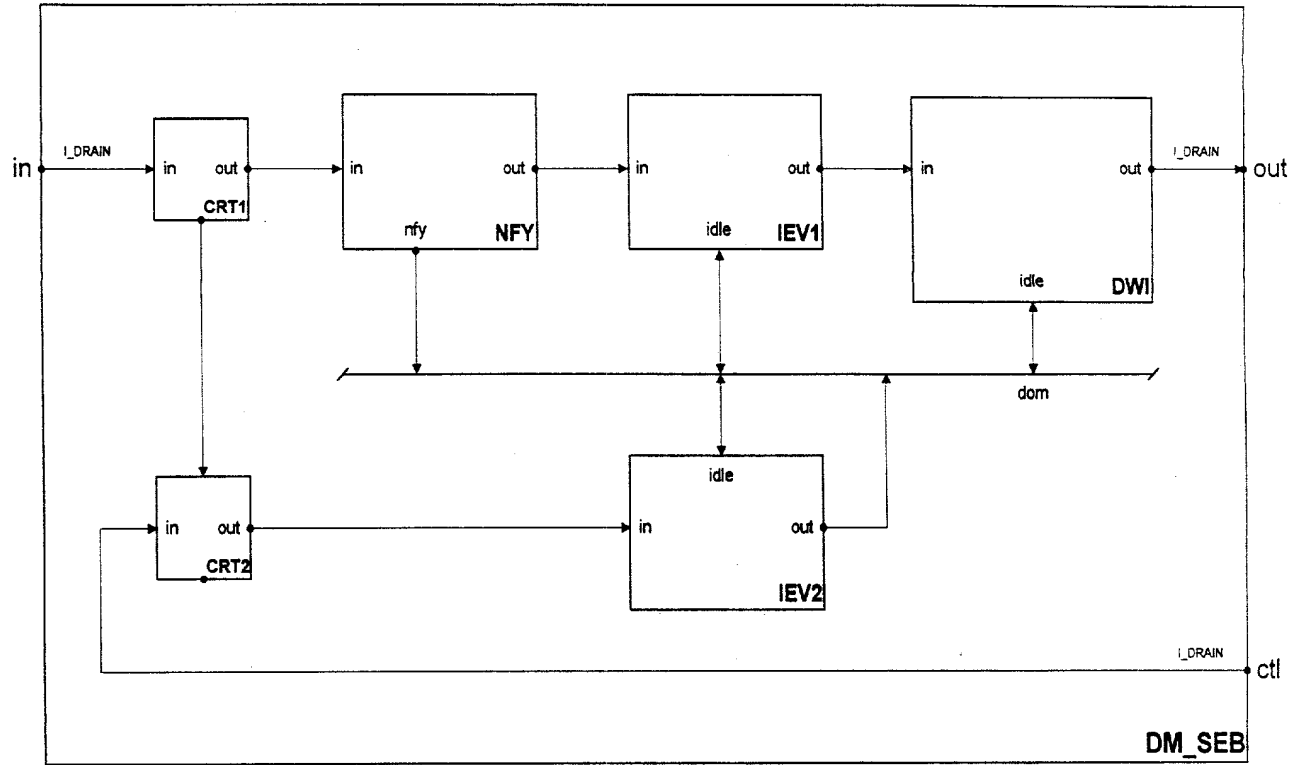 in
I_DRAIN
in out
CRT1
in out
nfy NFY
in out
idle IEV1
in out
idle
DWI
I_DRAIN
out
dom
in out
CRT2
idle
in out
IEV2
I_DRAIN
ctl
DM_SEB